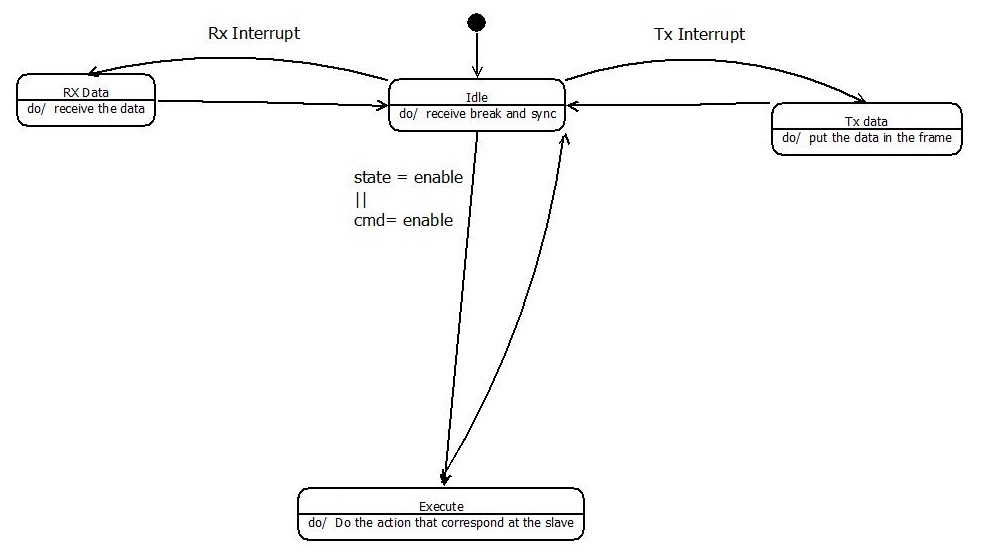 Rx Interrupt
Tx Interrupt
RX Data
do/ receive the data
Idle
do/ receive break and sync
Tx data
do/ put the data in the frame
state = enable
||
cmd= enable
Execute
do/ Do the action that correspond at the slave